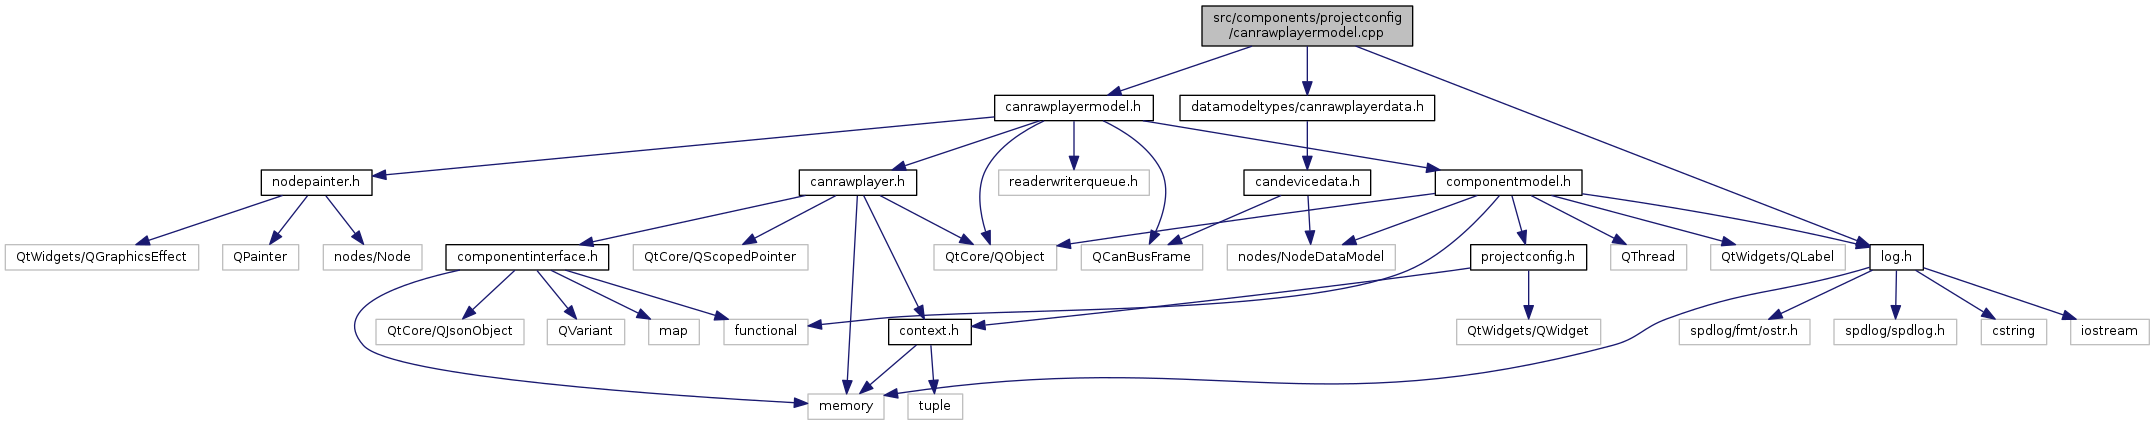 src/components/projectconfig
/canrawplayermodel.cpp
canrawplayermodel.h
datamodeltypes/canrawplayerdata.h
nodepainter.h
canrawplayer.h
readerwriterqueue.h
candevicedata.h
componentmodel.h
QtWidgets/QGraphicsEffect
QPainter
nodes/Node
componentinterface.h
QtCore/QScopedPointer
QtCore/QObject
QCanBusFrame
nodes/NodeDataModel
projectconfig.h
QThread
QtWidgets/QLabel
log.h
QtCore/QJsonObject
QVariant
map
functional
context.h
QtWidgets/QWidget
spdlog/fmt/ostr.h
spdlog/spdlog.h
cstring
iostream
memory
tuple